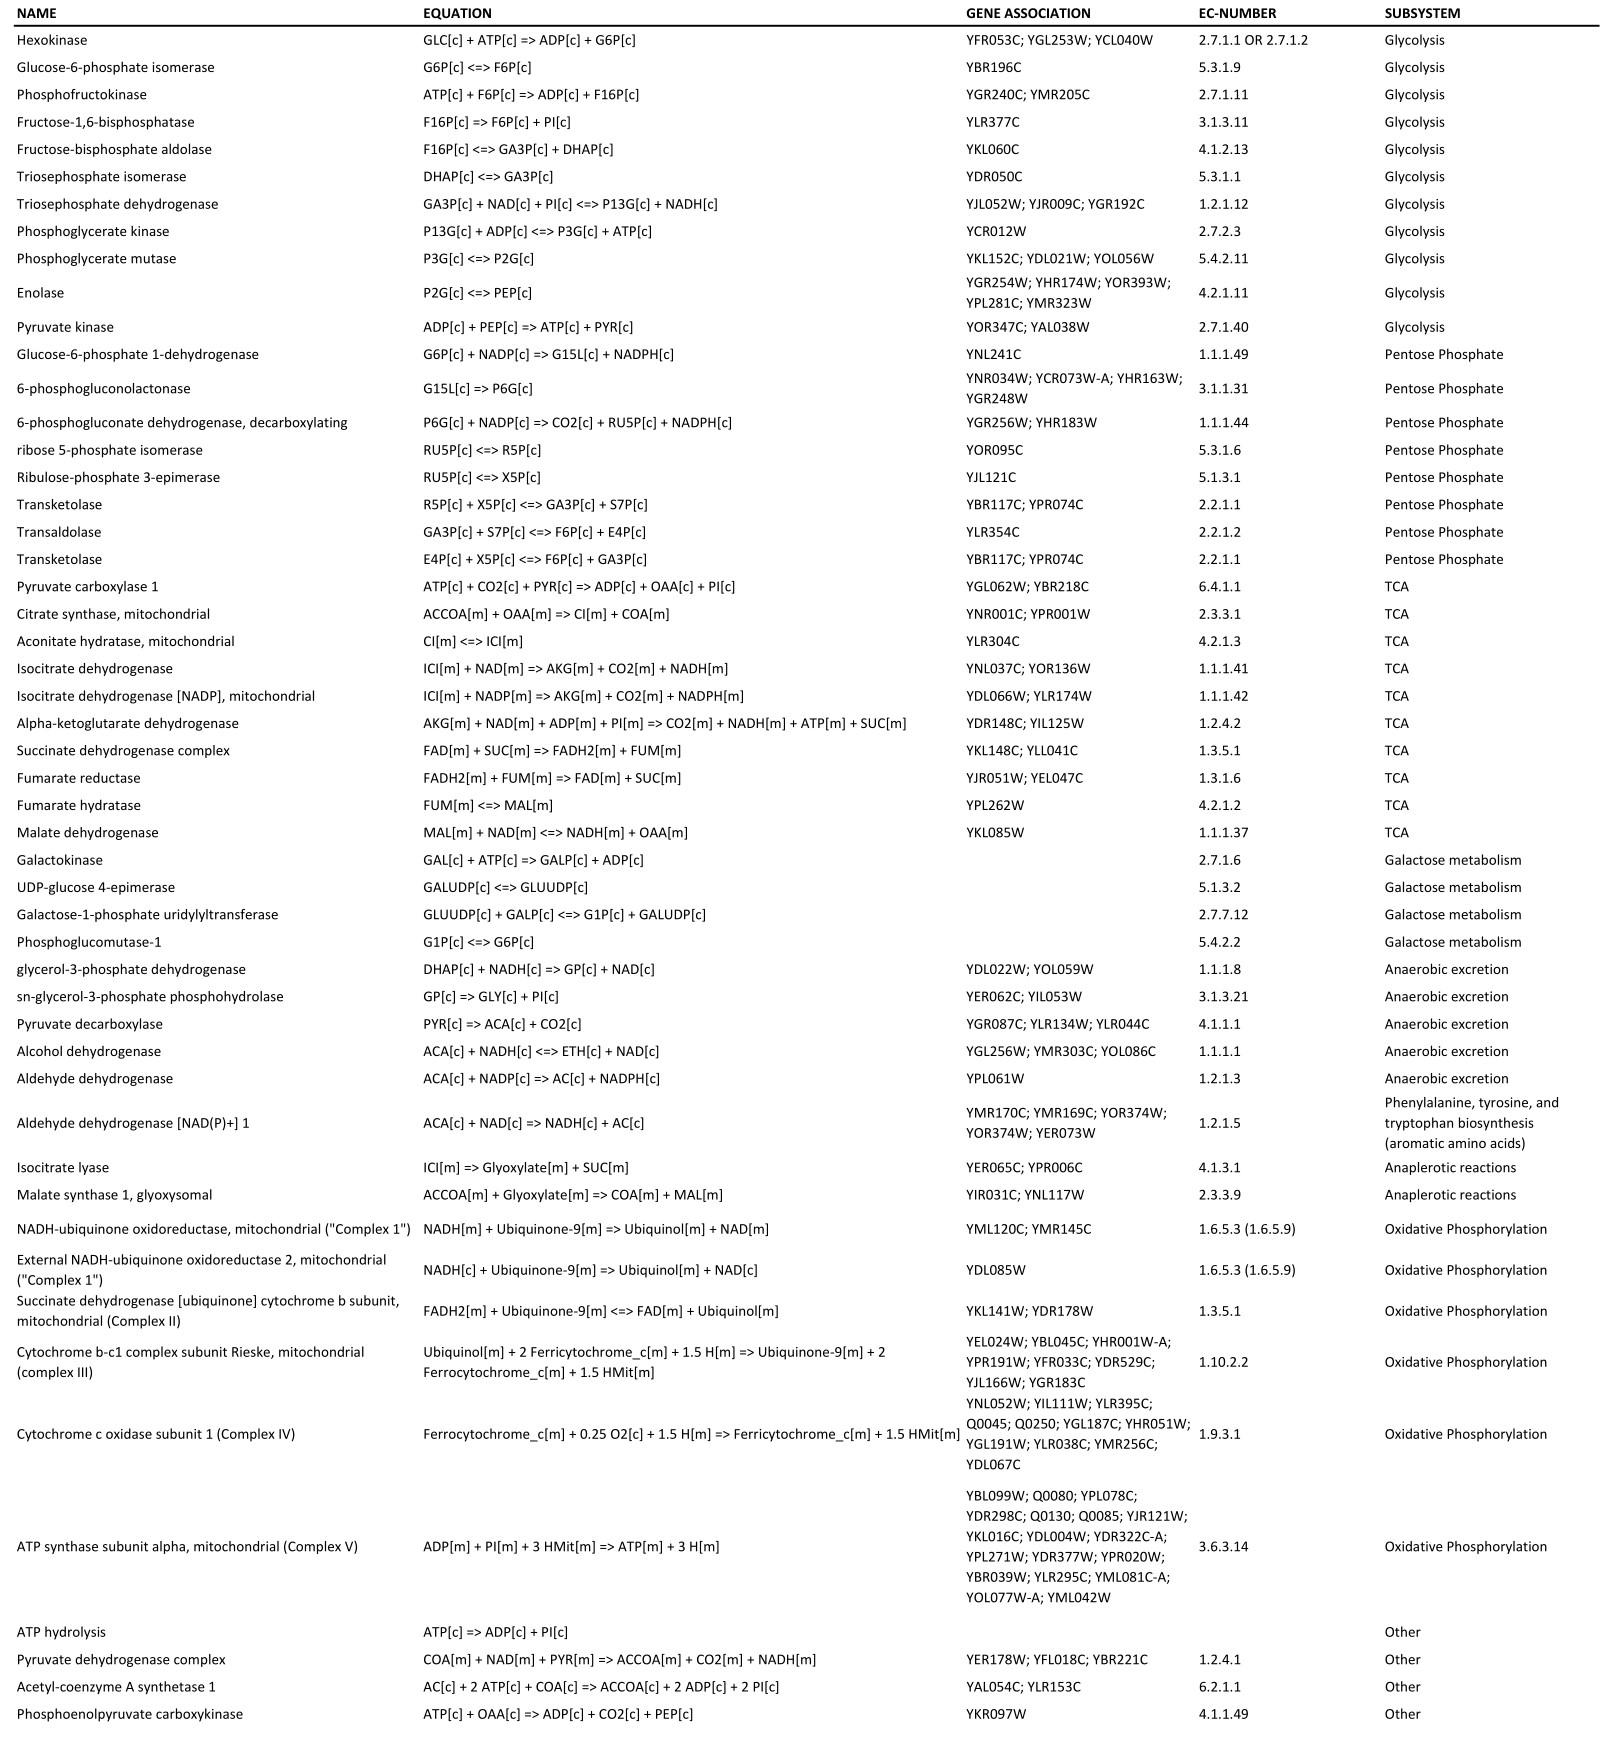 NAME EQUATION GENE ASSOCIATION EC-NUMBER SUBSYSTEM
Hexokinase GLC[c] + ATP[c] => ADP[c] + G6P[c] YFR053C; YGL253W; YCL040W 2.7.1.1 OR 2.7.1.2 Glycolysis
Glucose-6-phosphate isomerase G6P[c] <=> F6P[c] YBR196C 5.3.1.9 Glycolysis
Phosphofructokinase ATP[c] + F6P[c] => ADP[c] + F16P[c] YGR240C; YMR205C 2.7.1.11 Glycolysis
Fructose-1,6-bisphosphatase F16P[c] => F6P[c] + PI[c] YLR377C 3.1.3.11 Glycolysis
Fructose-bisphosphate aldolase F16P[c] <=> GA3P[c] + DHAP[c] YKL060C 4.1.2.13 Glycolysis
Triosephosphate isomerase DHAP[c] <=> GA3P[c] YDR050C 5.3.1.1 Glycolysis
Triosephosphate dehydrogenase GA3P[c] + NAD[c] + PI[c] <=> P13G[c] + NADH[c] YJL052W; YJR009C; YGR192C 1.2.1.12 Glycolysis
Phosphoglycerate kinase P13G[c] + ADP[c] <=> P3G[c] + ATP[c] YCR012W 2.7.2.3 Glycolysis
Phosphoglycerate mutase P3G[c] <=> P2G[c] YKL152C; YDL021W; YOL056W 5.4.2.11 Glycolysis
Enolase P2G[c] <=> PEP[c] YGR254W; YHR174W; YOR393W; 4.2.1.11 Glycolysis
YPL281C; YMR323W
Pyruvate kinase ADP[c] + PEP[c] => ATP[c] + PYR[c] YOR347C; YAL038W 2.7.1.40 Glycolysis
Glucose-6-phosphate 1-dehydrogenase G6P[c] + NADP[c] => G15L[c] + NADPH[c] YNL241C 1.1.1.49 Pentose Phosphate
6-phosphogluconolactonase G15L[c] => P6G[c] YNR034W; YCR073W-A; YHR163W; 3.1.1.31 Pentose Phosphate
YGR248W
6-phosphogluconate dehydrogenase, decarboxylating P6G[c] + NADP[c] => CO2[c] + RU5P[c] + NADPH[c] YGR256W; YHR183W 1.1.1.44 Pentose Phosphate
ribose 5-phosphate isomerase RU5P[c] <=> R5P[c] YOR095C 5.3.1.6 Pentose Phosphate
Ribulose-phosphate 3-epimerase RU5P[c] <=> X5P[c] YJL121C 5.1.3.1 Pentose Phosphate
Transketolase R5P[c] + X5P[c] <=> GA3P[c] + S7P[c] YBR117C; YPR074C 2.2.1.1 Pentose Phosphate
Transaldolase GA3P[c] + S7P[c] <=> F6P[c] + E4P[c] YLR354C 2.2.1.2 Pentose Phosphate
Transketolase E4P[c] + X5P[c] <=> F6P[c] + GA3P[c] YBR117C; YPR074C 2.2.1.1 Pentose Phosphate
Pyruvate carboxylase 1 ATP[c] + CO2[c] + PYR[c] => ADP[c] + OAA[c] + PI[c] YGL062W; YBR218C 6.4.1.1 TCA
Citrate synthase, mitochondrial ACCOA[m] + OAA[m] => CI[m] + COA[m] YNR001C; YPR001W 2.3.3.1 TCA
Aconitate hydratase, mitochondrial CI[m] <=> ICI[m] YLR304C 4.2.1.3 TCA
Isocitrate dehydrogenase ICI[m] + NAD[m] => AKG[m] + CO2[m] + NADH[m] YNL037C; YOR136W 1.1.1.41 TCA
Isocitrate dehydrogenase [NADP], mitochondrial ICI[m] + NADP[m] => AKG[m] + CO2[m] + NADPH[m] YDL066W; YLR174W 1.1.1.42 TCA
Alpha-ketoglutarate dehydrogenase AKG[m] + NAD[m] + ADP[m] + PI[m] => CO2[m] + NADH[m] + ATP[m] + SUC[m] YDR148C; YIL125W 1.2.4.2 TCA
Succinate dehydrogenase complex FAD[m] + SUC[m] => FADH2[m] + FUM[m] YKL148C; YLL041C 1.3.5.1 TCA
Fumarate reductase FADH2[m] + FUM[m] => FAD[m] + SUC[m] YJR051W; YEL047C 1.3.1.6 TCA
Fumarate hydratase FUM[m] <=> MAL[m] YPL262W 4.2.1.2 TCA
Malate dehydrogenase MAL[m] + NAD[m] <=> NADH[m] + OAA[m] YKL085W 1.1.1.37 TCA
Galactokinase GAL[c] + ATP[c] => GALP[c] + ADP[c] 2.7.1.6 Galactose metabolism
UDP-glucose 4-epimerase GALUDP[c] <=> GLUUDP[c] 5.1.3.2 Galactose metabolism
Galactose-1-phosphate uridylyltransferase GLUUDP[c] + GALP[c] <=> G1P[c] + GALUDP[c] 2.7.7.12 Galactose metabolism
Phosphoglucomutase-1 G1P[c] <=> G6P[c] 5.4.2.2 Galactose metabolism
glycerol-3-phosphate dehydrogenase DHAP[c] + NADH[c] => GP[c] + NAD[c] YDL022W; YOL059W 1.1.1.8 Anaerobic excretion
sn-glycerol-3-phosphate phosphohydrolase GP[c] => GLY[c] + PI[c] YER062C; YIL053W 3.1.3.21 Anaerobic excretion
Pyruvate decarboxylase PYR[c] => ACA[c] + CO2[c] YGR087C; YLR134W; YLR044C 4.1.1.1 Anaerobic excretion
Alcohol dehydrogenase ACA[c] + NADH[c] <=> ETH[c] + NAD[c] YGL256W; YMR303C; YOL086C 1.1.1.1 Anaerobic excretion
Aldehyde dehydrogenase ACA[c] + NADP[c] => AC[c] + NADPH[c] YPL061W 1.2.1.3 Anaerobic excretion
Aldehyde dehydrogenase [NAD(P)+] 1 ACA[c] + NAD[c] => NADH[c] + AC[c] YMR170C; YMR169C; YOR374W; YOR374W; YER073W 1.2.1.5 Phenylalanine, tyrosine, and
tryptophan biosynthesis
(aromatic amino acids)
Isocitrate lyase ICI[m] => Glyoxylate[m] + SUC[m] YER065C; YPR006C 4.1.3.1 Anaplerotic reactions
Malate synthase 1, glyoxysomal ACCOA[m] + Glyoxylate[m] => COA[m] + MAL[m] YIR031C; YNL117W 2.3.3.9 Anaplerotic reactions
NADH-ubiquinone oxidoreductase, mitochondrial ("Complex 1") NADH[m] + Ubiquinone-9[m] => Ubiquinol[m] + NAD[m] YML120C; YMR145C 1.6.5.3 (1.6.5.9) Oxidative Phosphorylation
External NADH-ubiquinone oxidoreductase 2, mitochondrial
("Complex 1") NADH[c] + Ubiquinone-9[m] => Ubiquinol[m] + NAD[c] YDL085W 1.6.5.3 (1.6.5.9) Oxidative Phosphorylation
Succinate dehydrogenase [ubiquinone] cytochrome b subunit,
mitochondrial (Complex II) FADH2[m] + Ubiquinone-9[m] <=> FAD[m] + Ubiquinol[m] YKL141W; YDR178W 1.3.5.1 Oxidative Phosphorylation
Cytochrome b-c1 complex subunit Rieske, mitochondrial
(complex III)
Ubiquinol[m] + 2 Ferricytochrome_c[m] + 1.5 H[m] => Ubiquinone-9[m] + 2
Ferrocytochrome_c[m] + 1.5 HMit[m]
YEL024W; YBL045C; YHR001W-A;
YPR191W; YFR033C; YDR529C;
YJL166W; YGR183C
1.10.2.2 Oxidative Phosphorylation
Cytochrome c oxidase subunit 1 (Complex IV) Ferrocytochrome_c[m] + 0.25 O2[c] + 1.5 H[m] => Ferricytochrome_c[m] + 1.5 HMit[m]
YNL052W; YIL111W; YLR395C;
Q0045; Q0250; YGL187C; YHR051W;
YGL191W; YLR038C; YMR256C;
YDL067C
1.9.3.1 Oxidative Phosphorylation
ATP synthase subunit alpha, mitochondrial (Complex V) ADP[m] + PI[m] + 3 HMit[m] => ATP[m] + 3 H[m]
YBL099W; Q0080; YPL078C;
YDR298C; Q0130; Q0085; YJR121W;
YKL016C; YDL004W; YDR322C-A;
YPL271W; YDR377W; YPR020W;
YBR039W; YLR295C; YML081C-A;
YOL077W-A; YML042W
3.6.3.14 Oxidative Phosphorylation
ATP hydrolysis ATP[c] => ADP[c] + PI[c] Other
Pyruvate dehydrogenase complex COA[m] + NAD[m] + PYR[m] => ACCOA[m] + CO2[m] + NADH[m] YER178W; YFL018C; YBR221C 1.2.4.1 Other
Acetyl-coenzyme A synthetase 1 AC[c] + 2 ATP[c] + COA[c] => ACCOA[c] + 2 ADP[c] + 2 PI[c] YAL054C; YLR153C 6.2.1.1 Other
Phosphoenolpyruvate carboxykinase ATP[c] + OAA[c] => ADP[c] + CO2[c] + PEP[c] YKR097W 4.1.1.49 Other